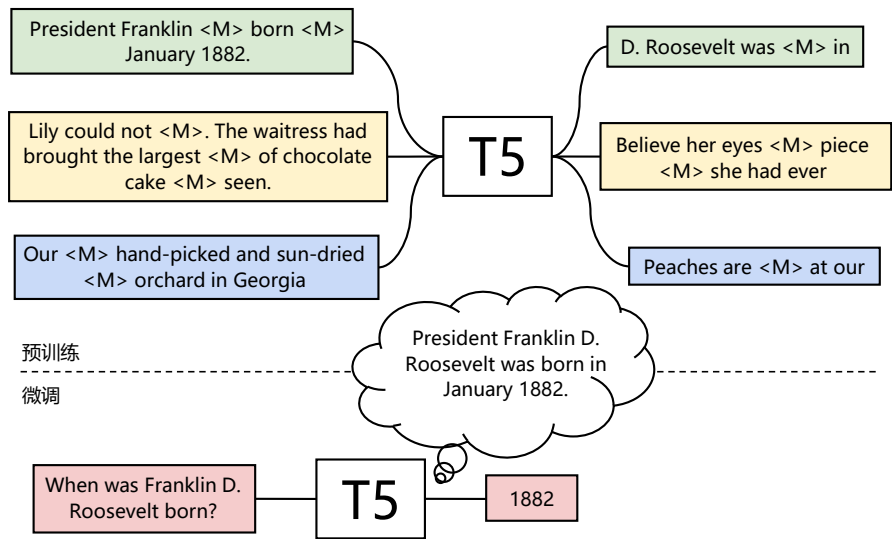 President Franklin <M> born <M>
January 1882.
D. Roosevelt was <M> in
Lily could not <M>. The waitress had
brought the largest <M> of chocolate
cake <M> seen.
T5
Believe her eyes <M> piece
<M> she had ever
Our <M> hand-picked and sun-dried
<M> orchard in Georgia
Peaches are <M> at our
President Franklin D.
Roosevelt was born in
January 1882.
预训练
微调
When was Franklin D.
Roosevelt born?
T5
1882